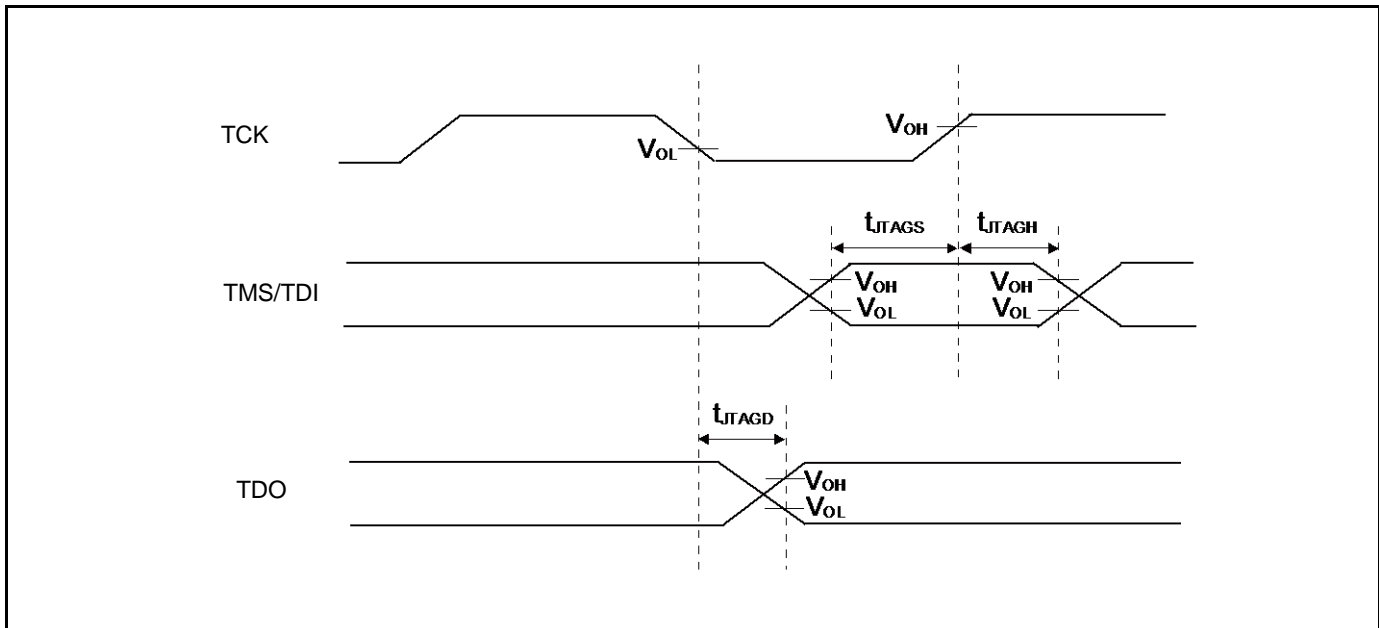 TCK
VOL
VOH
tJTAGS
tJTAGH
TMS/TDI
VOH
VOH
VOL
VOL
tJTAGD
TDO
VOH
VOL